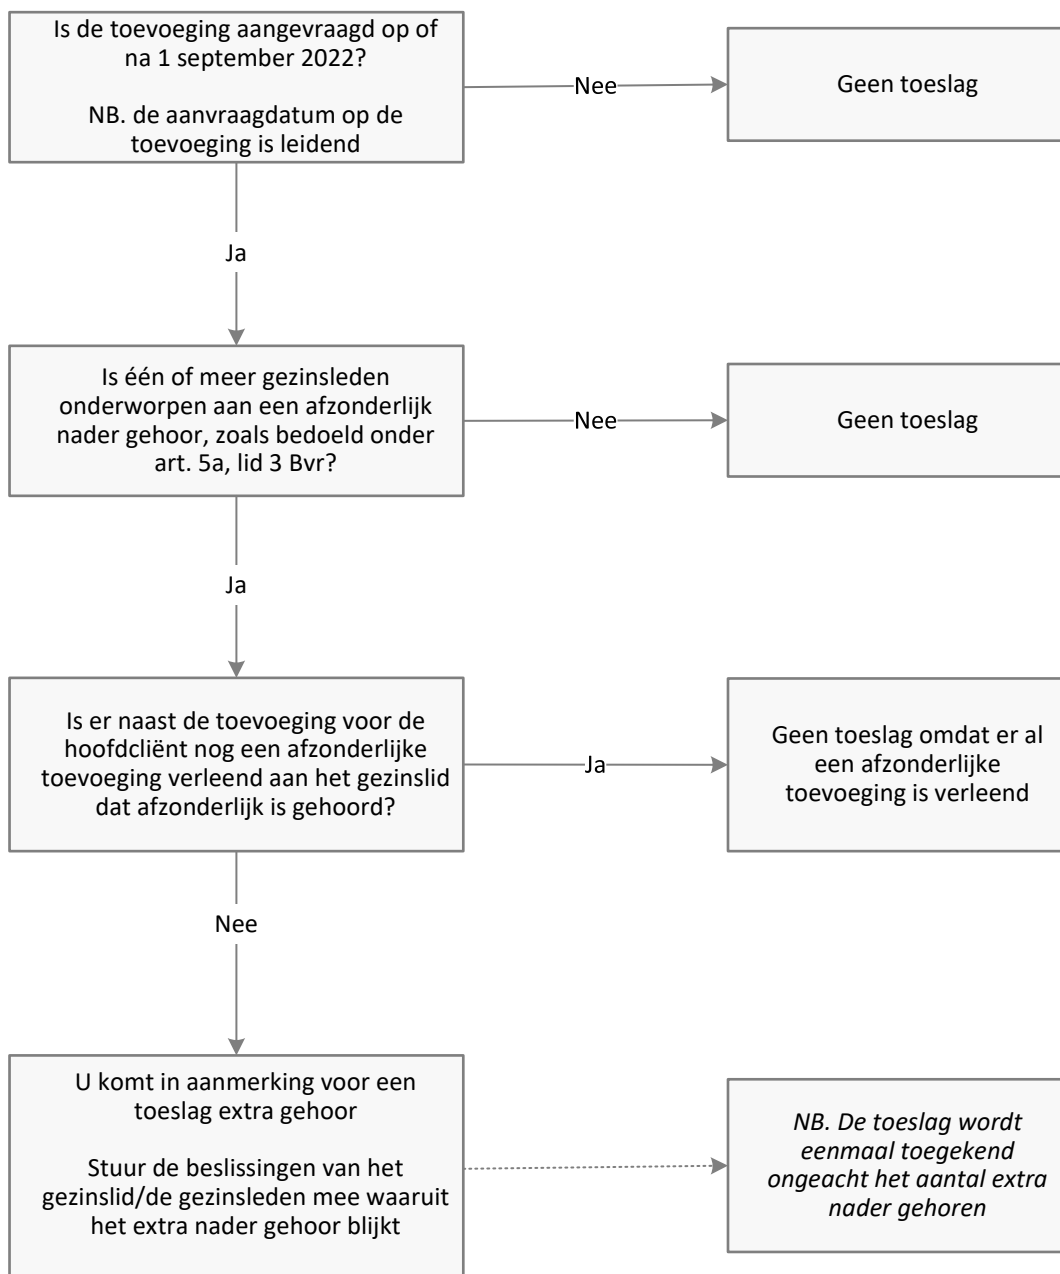 Is de toevoeging aangevraagd op of
na 1 september 2022?
NB. de aanvraagdatum op de
toevoeging is leidend
Nee
Geen toeslag
Ja
Is één of meer gezinsleden
onderworpen aan een afzonderlijk
nader gehoor, zoals bedoeld onder
art. 5a, lid 3 Bvr?
Nee
Geen toeslag
Ja
Is er naast de toevoeging voor de
hoofdcliënt nog een afzonderlijke
toevoeging verleend aan het gezinslid
dat afzonderlijk is gehoord?
Ja
Geen toeslag omdat er al
een afzonderlijke
toevoeging is verleend
Nee
U komt in aanmerking voor een
toeslag extra gehoor
Stuur de beslissingen van het
gezinslid/de gezinsleden mee waaruit
het extra nader gehoor blijkt
NB. De toeslag wordt
eenmaal toegekend
ongeacht het aantal extra
nader gehoren